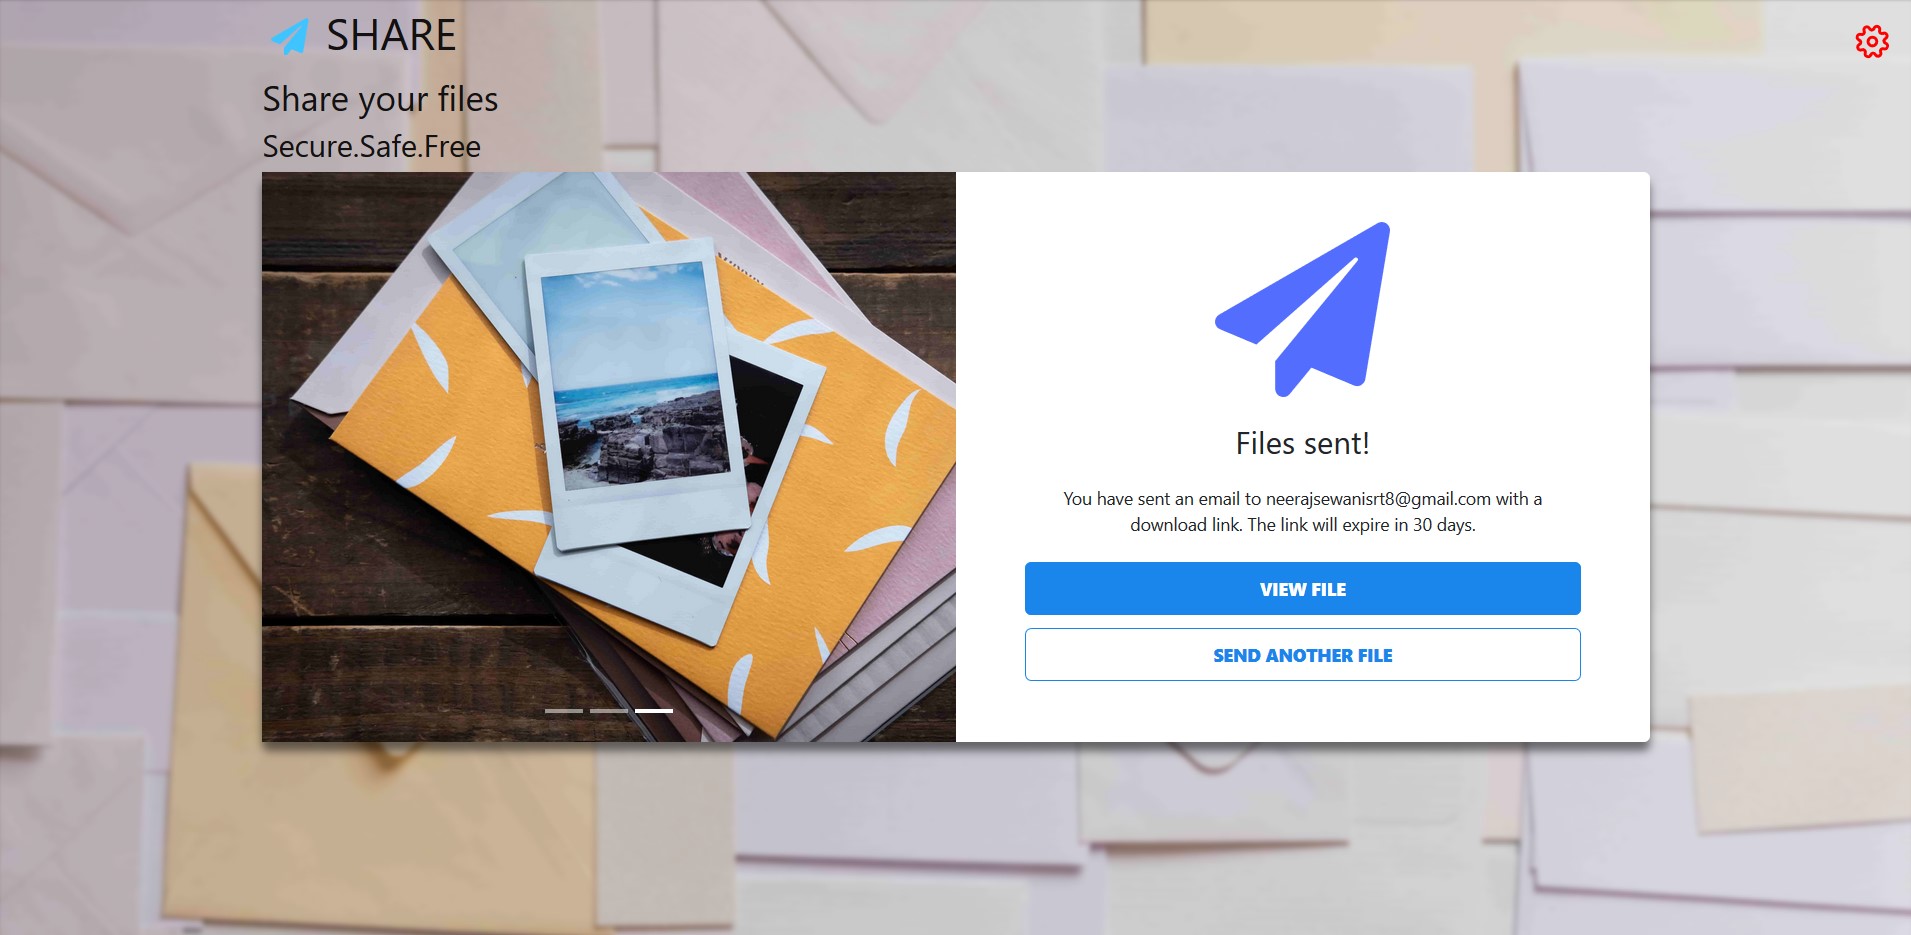 SHARE
Share your files
Secure.Safe.Free
Files sent!
You have sent an email to neerajsewanisrt8@gmail.com with a
download link. The link will expire in 30 days.
VIEW FILE
SEND ANOTHER FILE